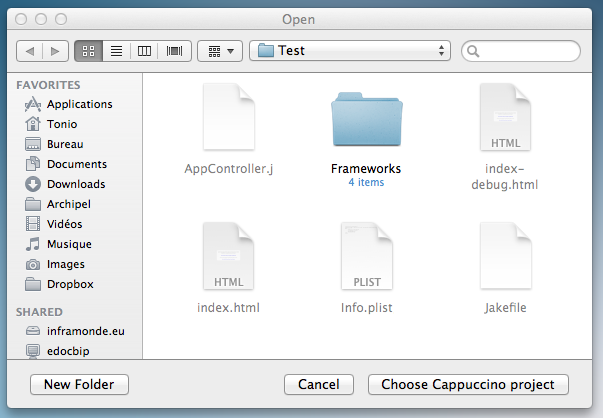 Open
Test
FAVORITES
Applications
Tonio
Bureau
Documents
Downloads
Archipel
Vidéos
Musique
Images
Dropbox
SHARED
inframonde.eu
edocbip
AppController.j
Frameworks
4 items
HTML
index-
debug.html
HTML
index.html
PLIST
Info.plist
Jakefile
New Folder
Cancel
Choose Cappuccino project